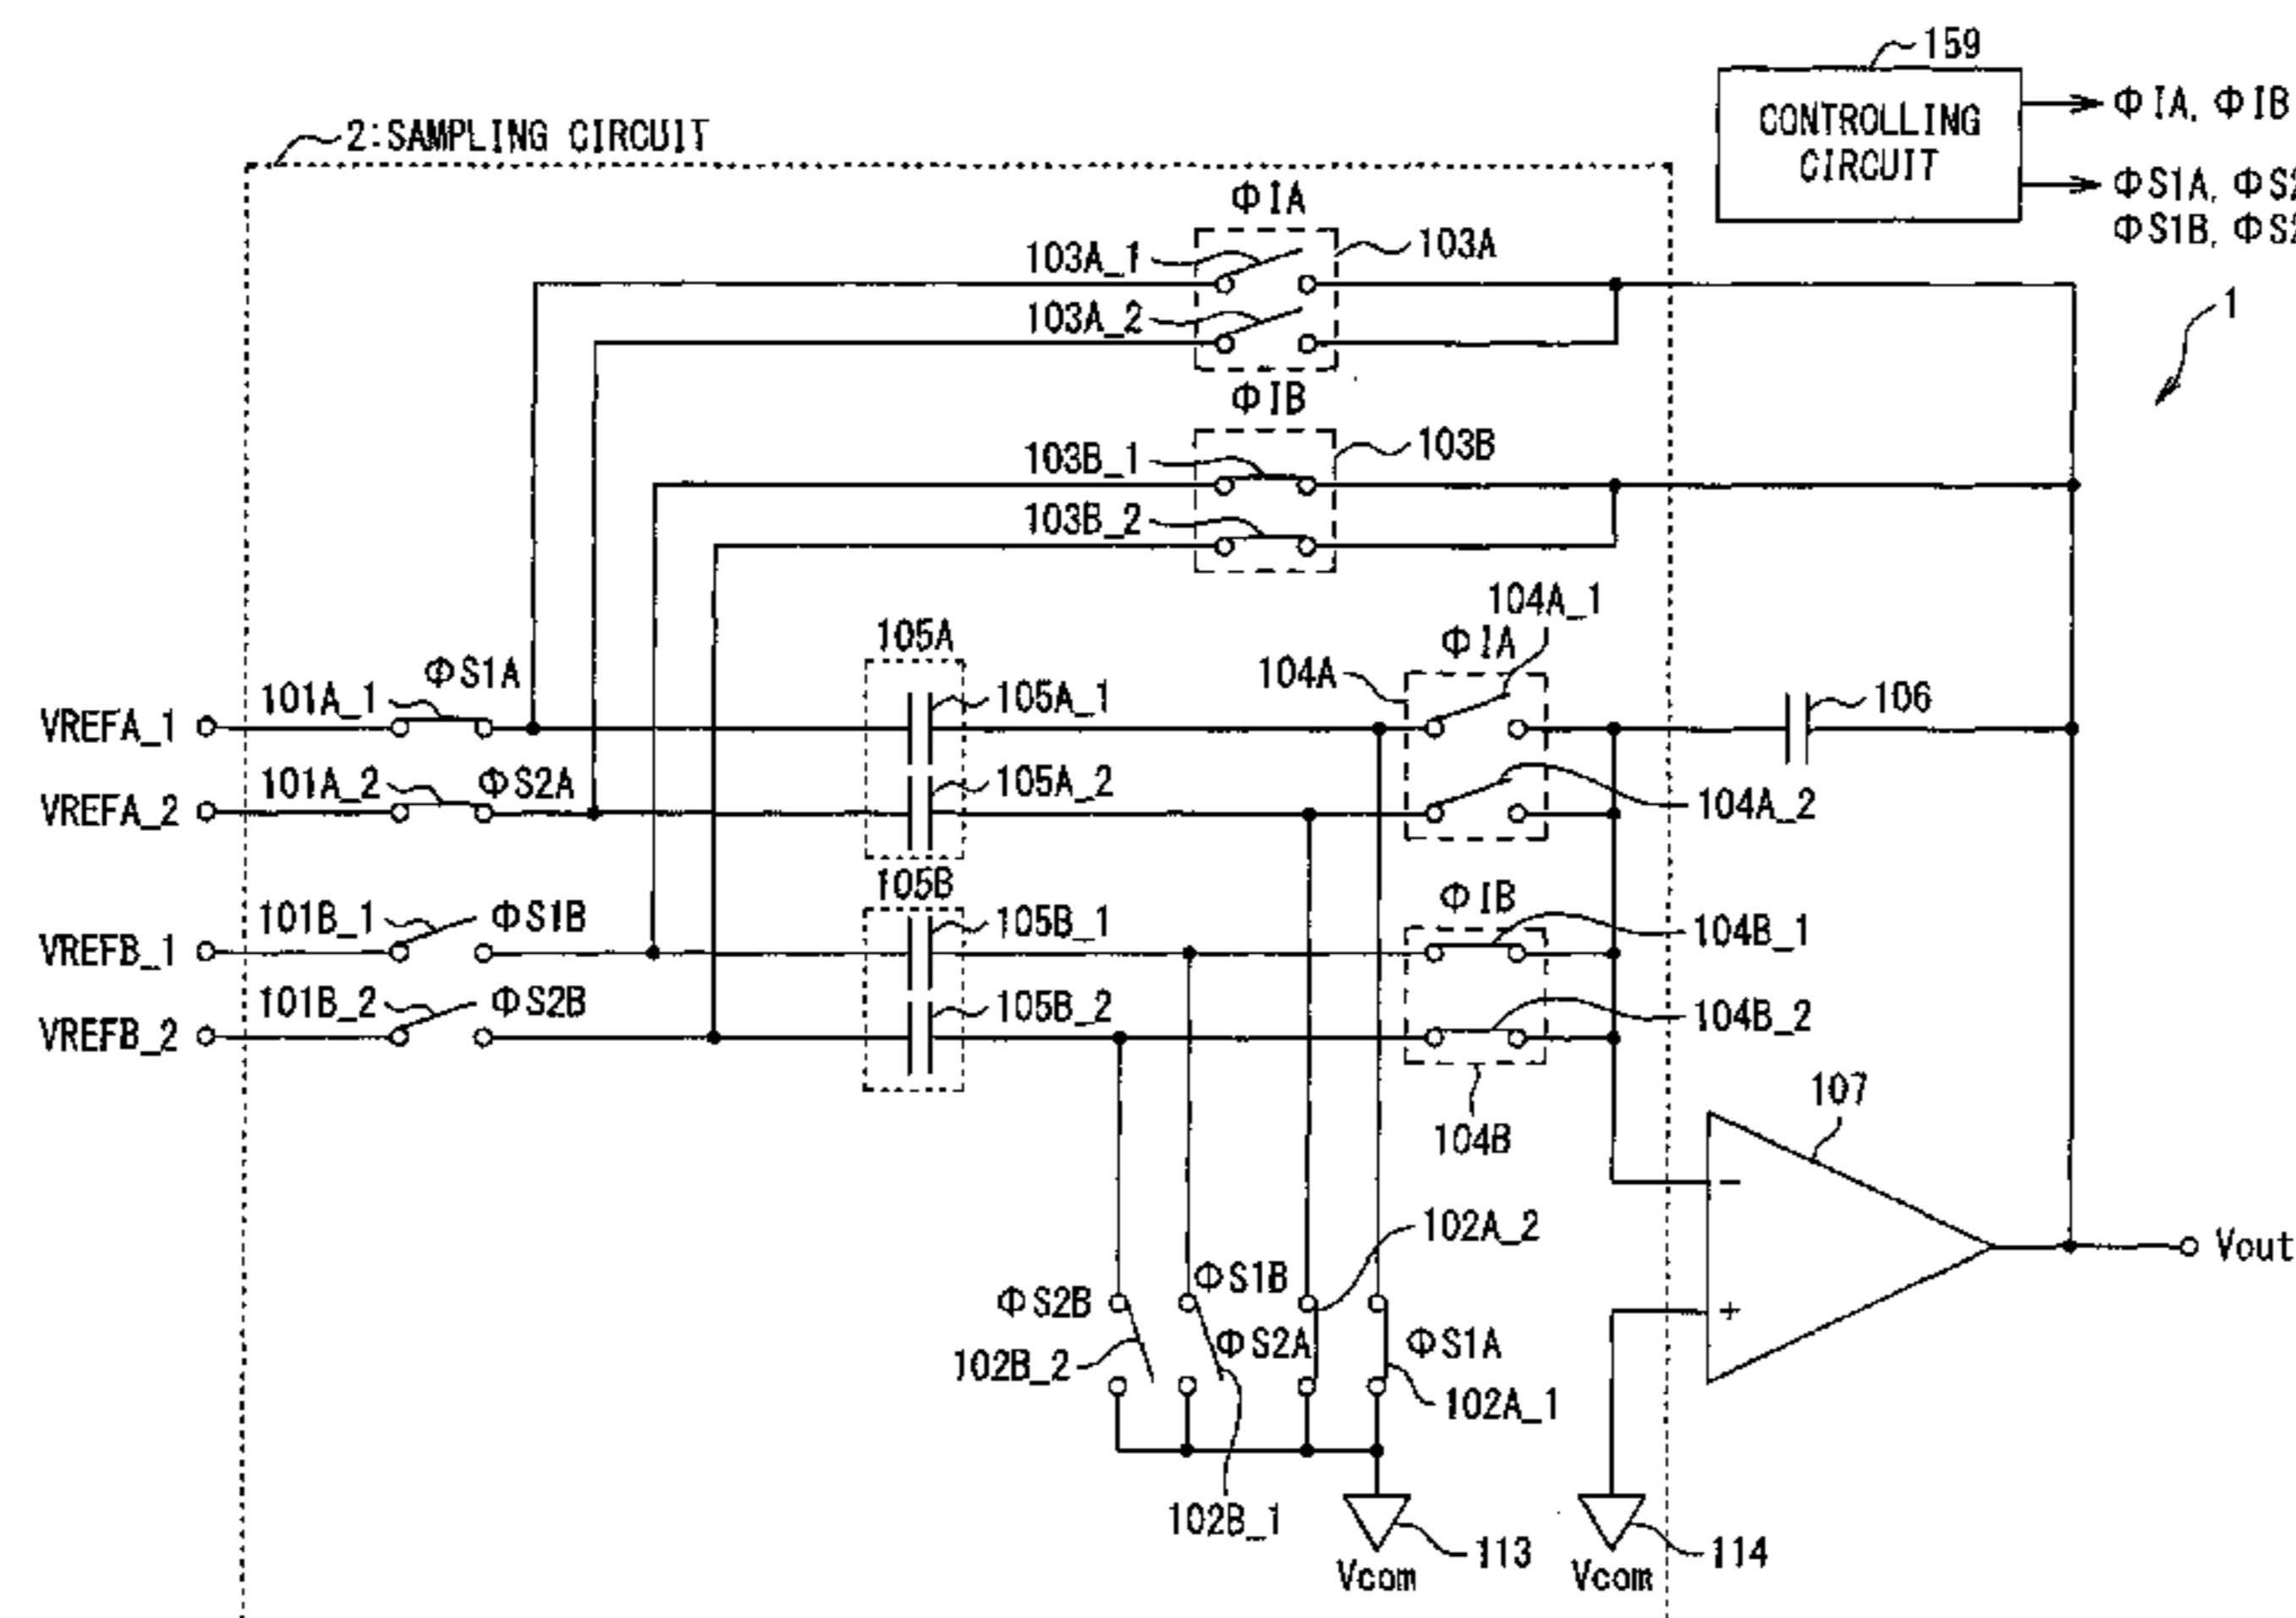 159
CONTROLLING
CIRCUIT
ΦIA, ΦIB
ΦS1A, ΦS2
ΦS1B, ΦS2
2:SAMPLING CIRCUIT
1
ΦIA
103A_1
103A
103A_2
ΦIB
103B_1
103B
103B_2
104A_1
105A
ΦIA
104A
ΦS1A
101A_1
105A_1
106
VREFA_1
101A_2
ΦS2A
105A_2
104A_2
VREFA_2
105B
ΦIB
101B_1
ΦS1B
105B_1
104B_1
VREFB_1
101B_2
ΦS2B
105B_2
104B_2
VREFB_2
107
104B
−
102A_2
Vout
ΦS1B
ΦS2B
+
ΦS2A
ΦS1A
102B_2
102A_1
102B_1
113
114
Vcom
Vcom